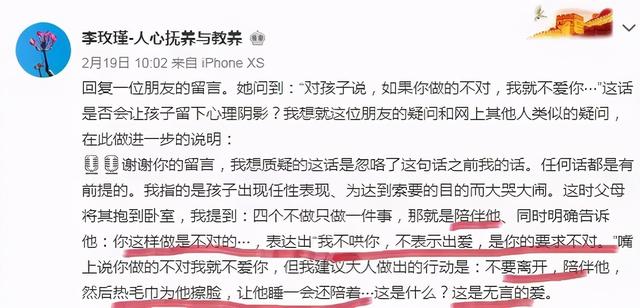 李玫瑾-人心抚养与教养
2月19日 10:02 来自 iPhone XS
回复一位朋友的留言。她问到：“对孩子说，如果你做的不对，我就不爱你…”这话
是否会让孩子留下心理阴影？我想就这位朋友的疑问和网上其他人类似的疑问，
在此做进一步的说明：
谢谢你的留言，我想质疑的这话是忽咯了这句话之前我的话。任何话都是有
前提的。我指的是孩子出现任性表现、为达到索要的目的而大哭大闹。这时父母
将其抱到卧室，我提到：四个不做只做一件事，那就是陪伴他、同时明确告诉
他：你这样做是不对的…，表达出“我不哄你，不表示出爱，是你的要求不对。”嘴
上说你做的不对我就不爱你，但我建议大人做出的行动是：不要离开，陪伴他，
然后热毛巾为他擦脸，让他睡一会还陪着…这是什么？这是无言的爱。